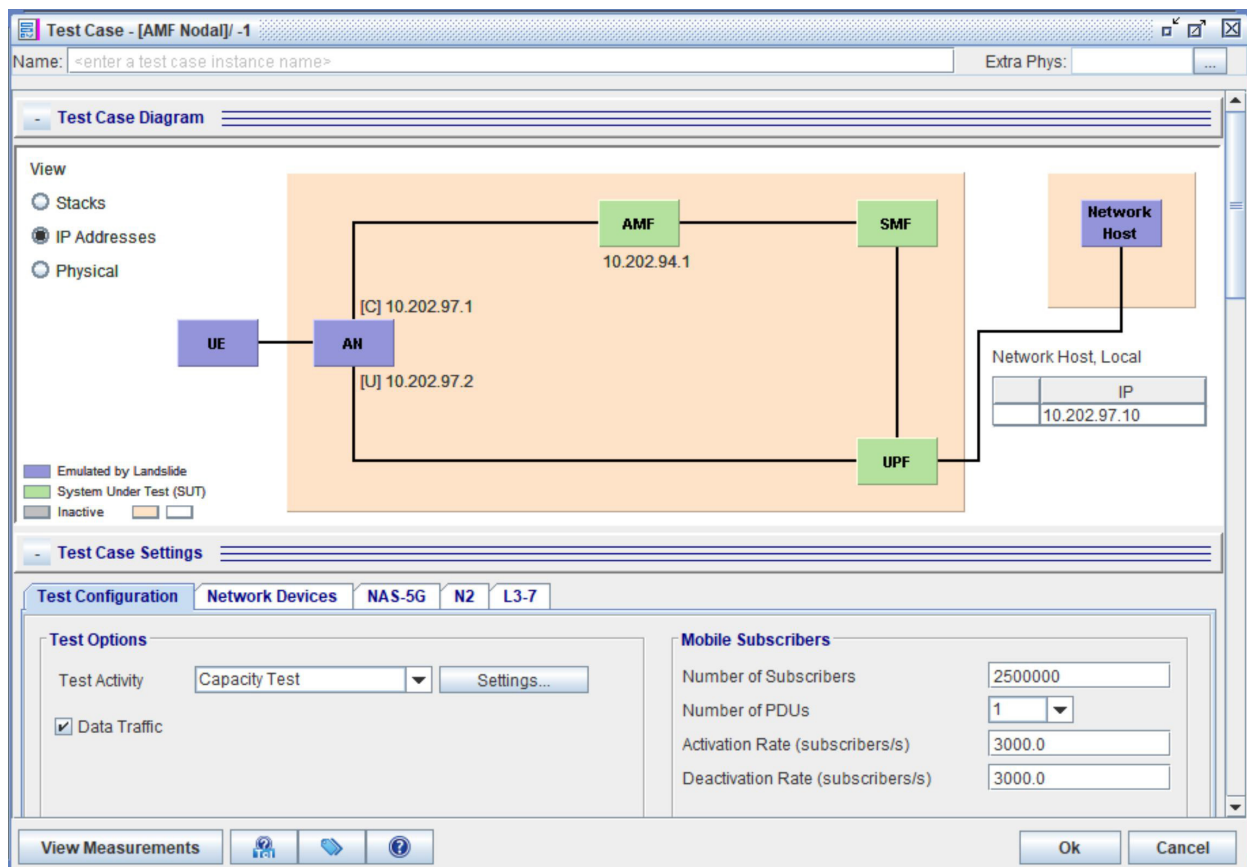 Test Case - [AMF Nodal]/ -1
Name: <enter a test case instance name> Extra Phys: ...
- Test Case Diagram
View
Stacks
IP Addresses
Physical
AMF
10.202.94.1
SMF
Network
Host
[C] 10.202.97.1
UE
AN
[U] 10.202.97.2
Network Host, Local
IP
10.202.97.10
UPF
Emulated by Landslide
System Under Test (SUT)
Inactive
- Test Case Settings
Test Configuration Network Devices NAS-5G N2 L3-7
Test Options
Test Activity Capacity Test Settings...
Data Traffic
Mobile Subscribers
Number of Subscribers 2500000
Number of PDUs 1
Activation Rate (subscribers/s) 3000.0
Deactivation Rate (subscribers/s) 3000.0
View Measurements Ok Cancel